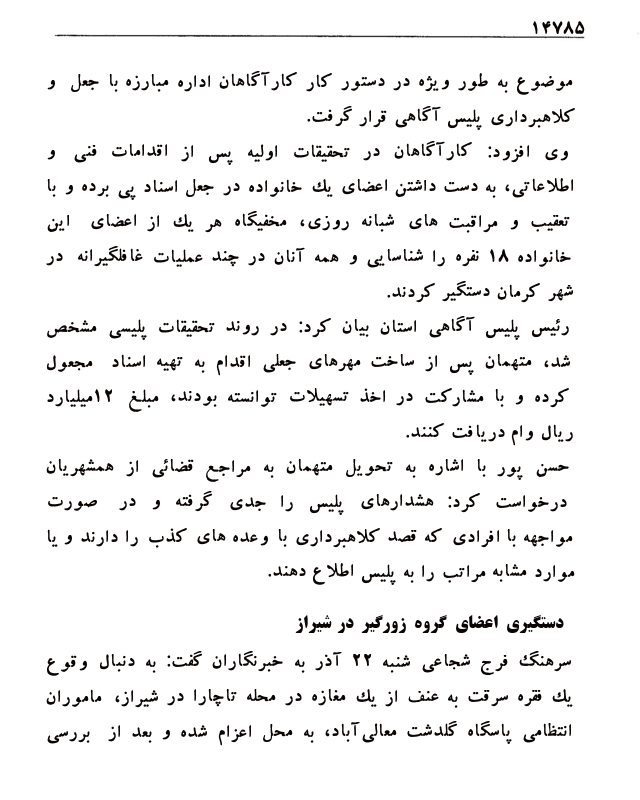 ۱۴۷۸۵
موضوع به طور ویژه در دستور کار کارآگاهان اداره مبارزه با جعل و
کلاهبرداری پلیس آگاهی قرار گرفت.
وی افزود: کارآگاهان در تحقیقات اولیه پس از اقدامات فنی و
اطلاعاتی، به دست داشتن اعضای یك خانواده در جعل اسناد پی برده و با
تعقیب و مراقبت های شبانه روزی، مخفیگاه هر یك از اعضای این
خانواده ۱۸ نفره را شناسایی و همه آنان در چند عملیات غافلگیرانه در
شهر کرمان دستگیر کردند.
رئیس پلیس آگاهی استان بیان کرد: در روند تحقیقات پلیسی مشخص
شد، متهمان پس از ساخت مهرهای جعلی اقدام به تهیه اسناد مجعول
کرده و با مشارکت در اخذ تسهیلات توانسته بودند، مبلغ ۱۲میلیارد
ریال وام دریافت کنند.
حسن پور با اشاره به تحویل متهمان به مراجع قضائی از همشهریان
درخواست کرد: هشدارهای پلیس را جدی گرفته و در صورت
مواجهه با افرادی که قصد کلاهبرداری با وعده های کذب را دارند و یا
موارد مشابه مراتب را به پلیس اطلاع دهند.
دستگیری اعضای گروه زورگیر در شیراز
سرهنگ فرج شجاعی شنبه ۲۲ آذر به خبرنگاران گفت: به دنبال وقوع
یك فقره سرقت به عنف از یك مغازه در محله تاچارا در شیراز، ماموران
انتظامی پاسگاه گلدشت معالی‌آباد، به محل اعزام شده و بعد از بررسی